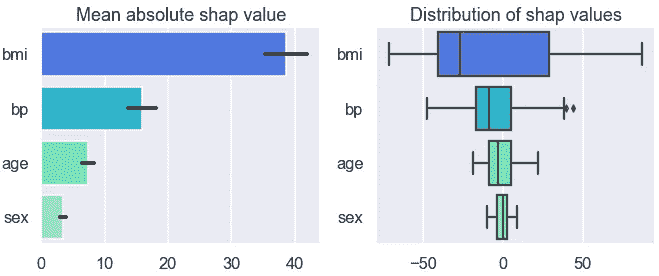 Mean absolute shap value
bmi
bp
age
sex
0 10 20 30 40
Distribution of shap values
bmi
bp
age
sex
−50 0 50